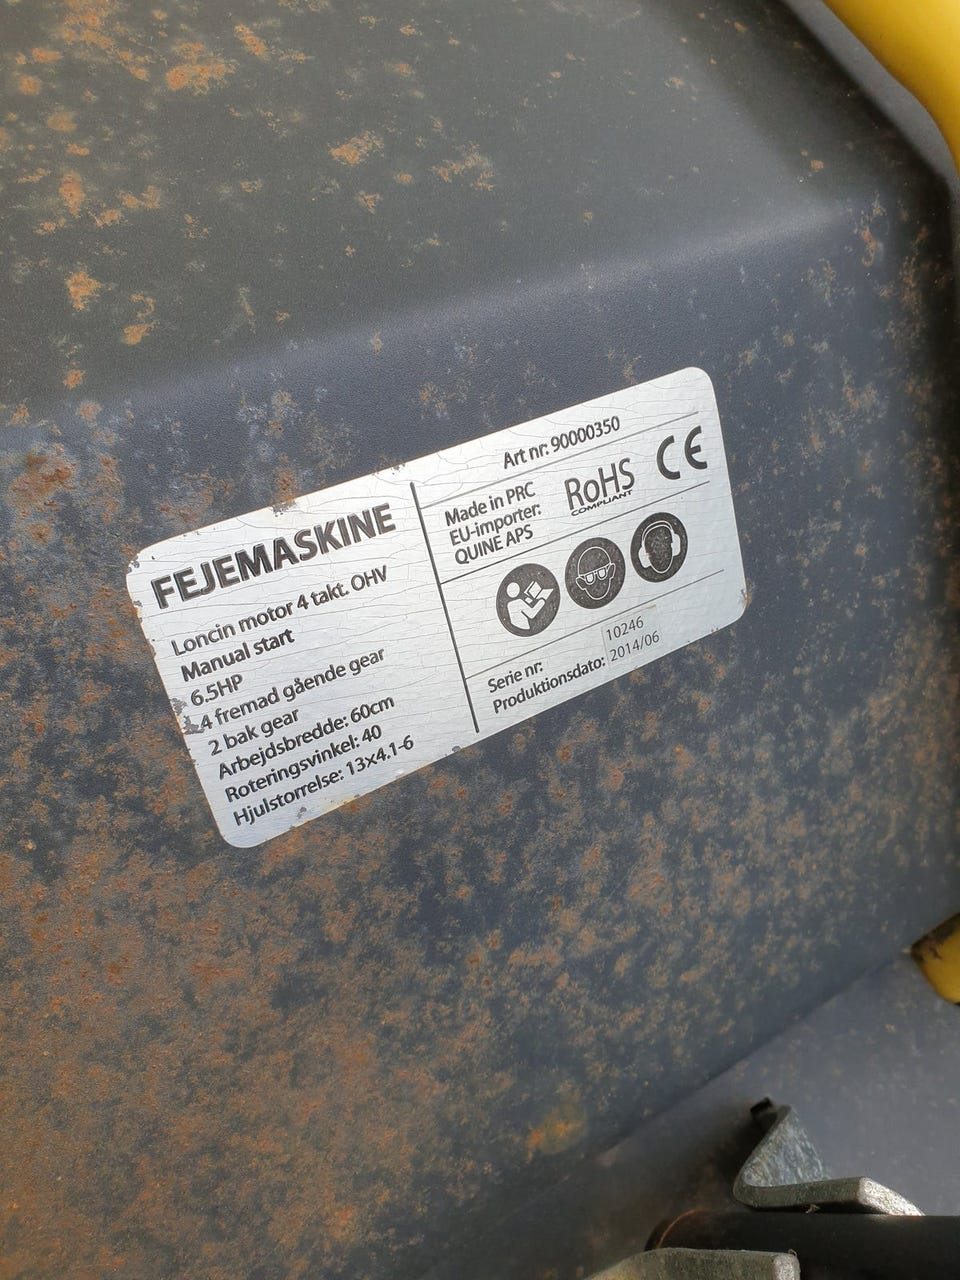 FEJEMASKINE
Loncin motor 4 takt. OHV
Manual start
6.5HP
4 fremad gående gear
2 bak gear
Arbejdsbredde: 60cm
Roteringsvinkel: 40
Hjulstorrelse: 13x4.1-6
Art nr: 90000350
Made in PRC
EU-importer:
QUINE APS
RoHS
COMPLIANT
CE
Serie nr: 10246
Produktionsdato: 2014/06